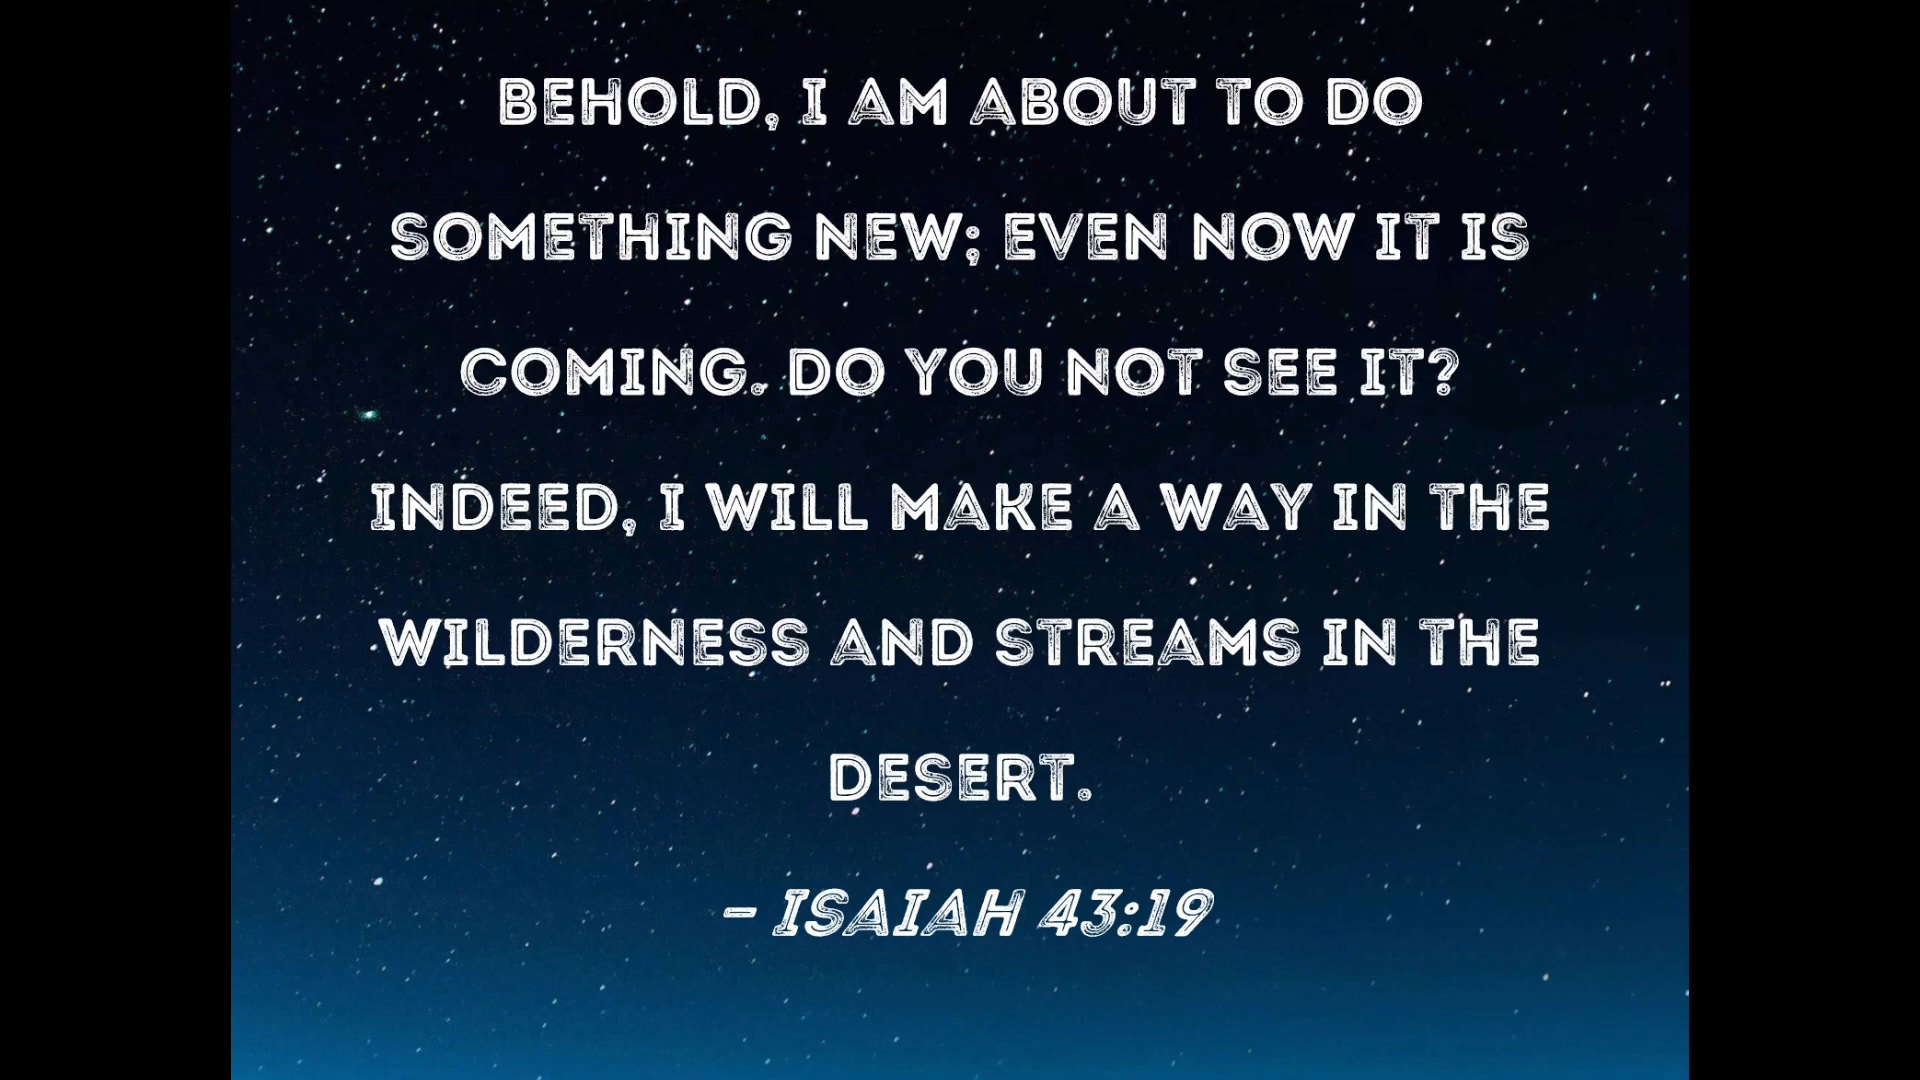 BEHOLD, I AM ABOUT TO DO
SOMETHING NEW; EVEN NOW IT IS
COMING. DO YOU NOT SEE IT?
INDEED, I WILL MAKE A WAY IN THE
WILDERNESS AND STREAMS IN THE
DESERT.
– ISAIAH 43:19